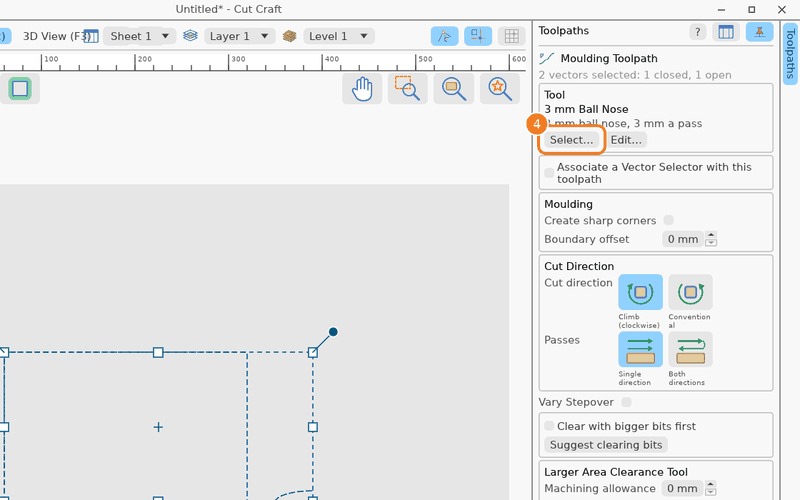 Untitled* - Cut Craft
3D View (F3)
Sheet 1
Layer 1
Level 1
100
200
300
400
500
600
Toolpaths
?
Toolpaths
Moulding Toolpath
2 vectors selected: 1 closed, 1 open
Tool
3 mm Ball Nose
mm ball nose, 3 mm a pass
4
Select...
Edit...
Associate a Vector Selector with this
toolpath
Moulding
Create sharp corners
Boundary offset
0 mm
Cut Direction
Cut direction
Climb
(clockwise)
Convention
al
Passes
Single
direction
Both
directions
Vary Stepover
Clear with bigger bits first
Suggest clearing bits
Larger Area Clearance Tool
Machining allowance
0 mm